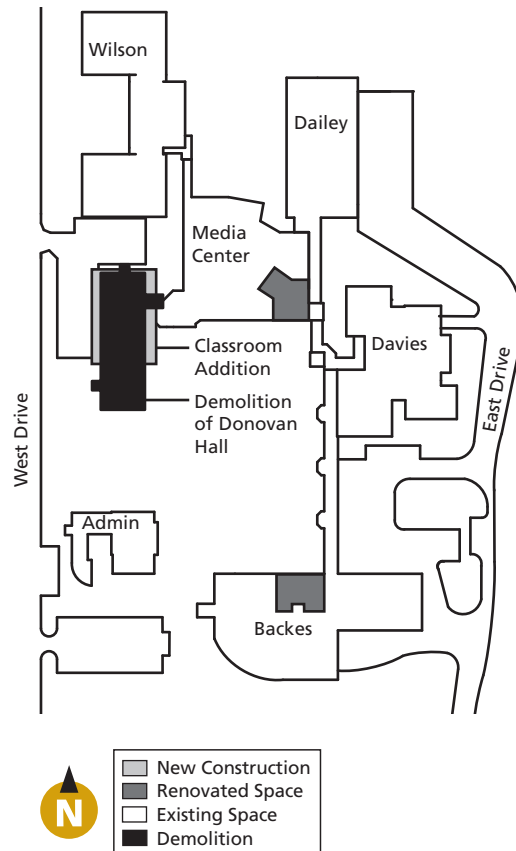 Wilson
Dailey
Media
Center
Davies
Classroom
Addition
Demolition
of Donovan
Hall
West Drive
East Drive
Admin
Backes
N
New Construction
Renovated Space
Existing Space
Demolition